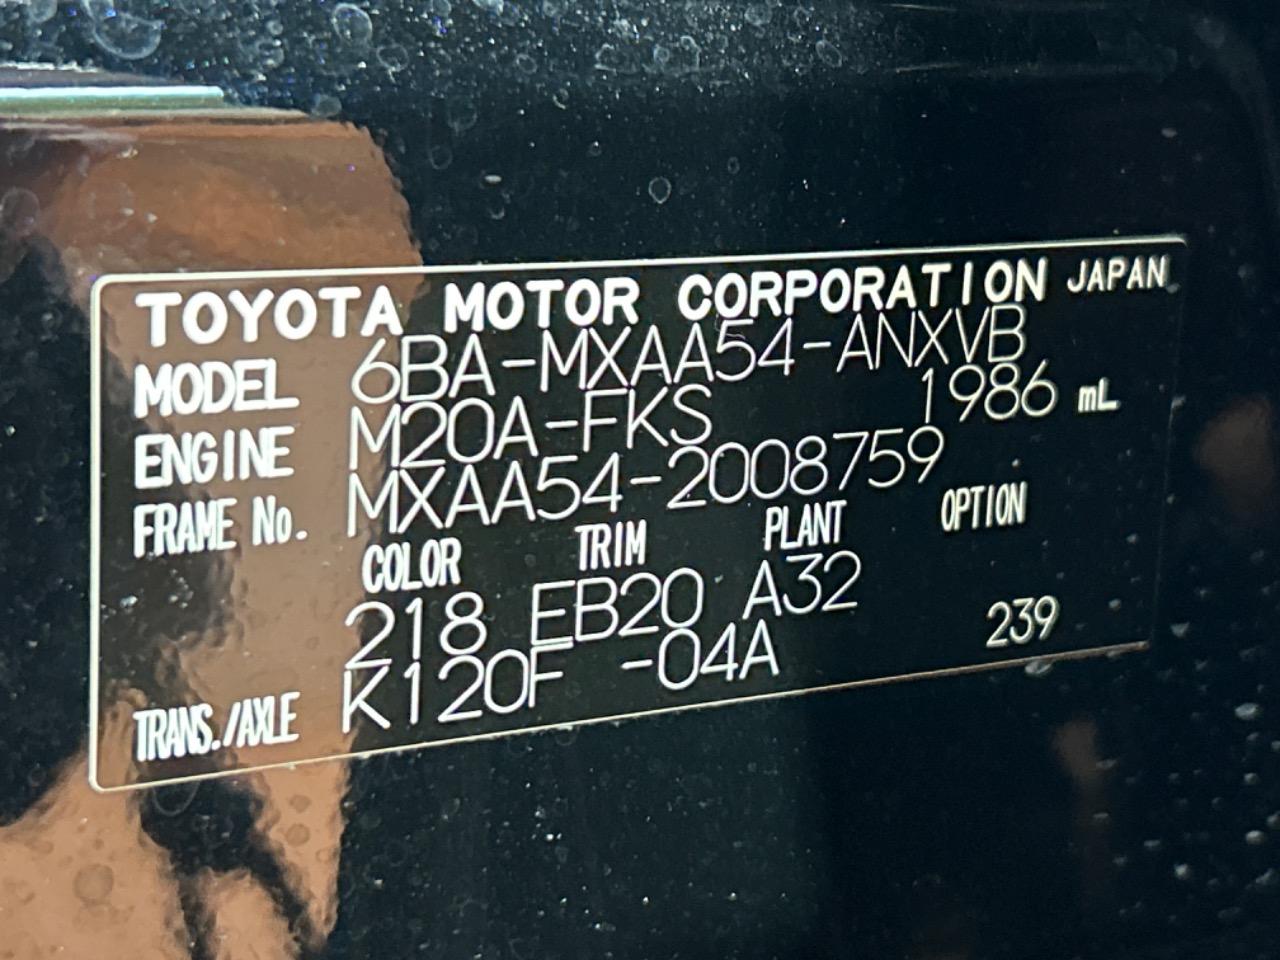 TOYOTA MOTOR CORPORATION JAPAN
MODEL 6BA-MXAA54-ANXVB
ENGINE M20A-FKS 1986 mL
FRAME No. MXAA54-2008759
COLOR TRIM PLANT OPTION
218 EB20 A32
TRANS./AXLE K120F -04A 239